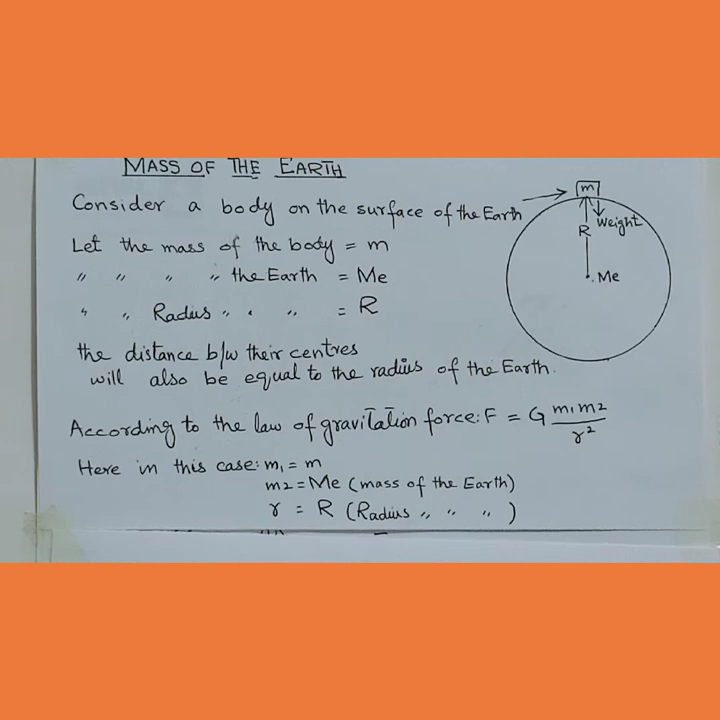 MASS OF THE EARTH
Consider a body on the surface of the Earth
Let the mass of the body = m
〃 〃 〃 〃 the Earth = Me
〃 〃 Radius 〃 〃 〃 = R
the distance b/w their centres
will also be equal to the radius of the Earth.
According to the law of gravitation force: F = G m1m2/r²
Here in this case: m1 = m
m2 = Me (mass of the Earth)
r = R (Radius 〃 〃 〃 )
m
R Weight
Me